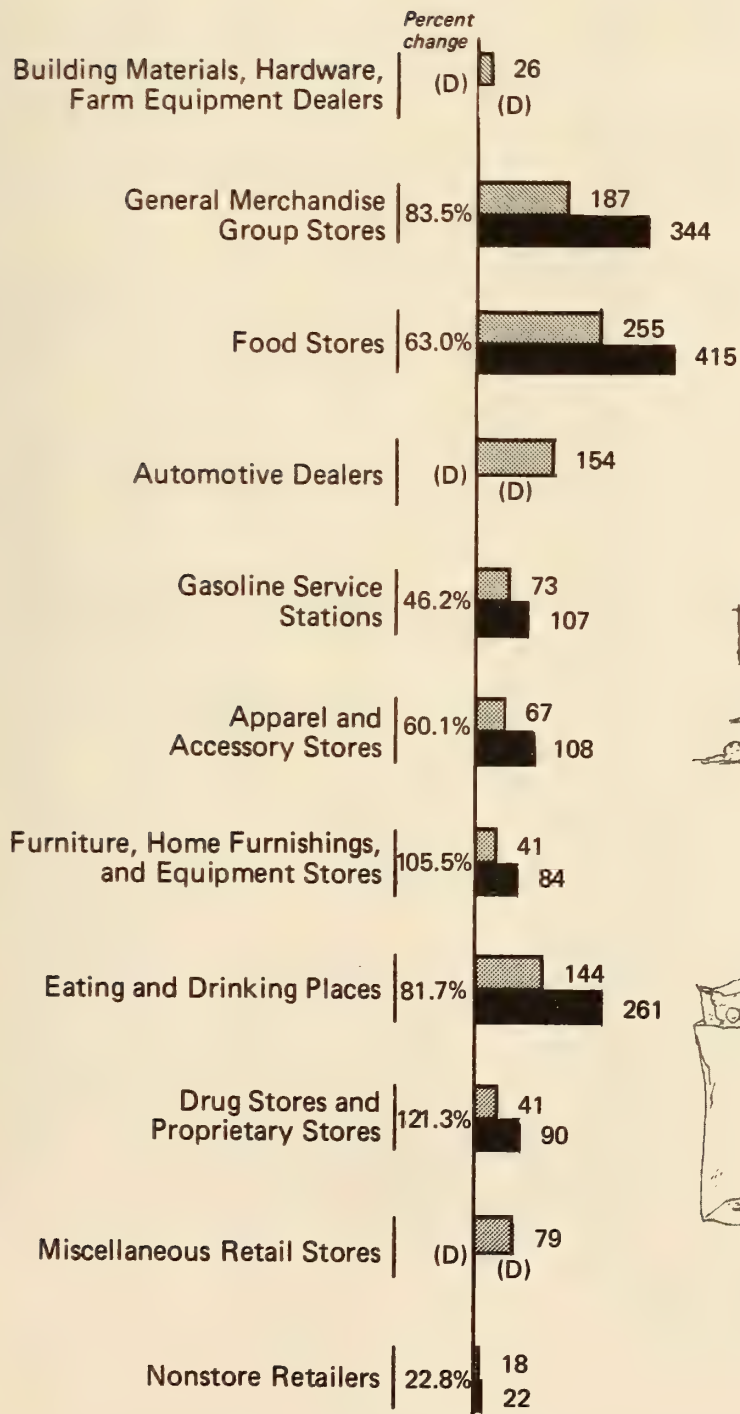 Percent
change
Building Materials, Hardware,
Farm Equipment Dealers
(D)
26
(D)
General Merchandise
Group Stores
83.5%
187
344
Food Stores
63.0%
255
415
Automotive Dealers
(D)
154
(D)
Gasoline Service
Stations
46.2%
73
107
Apparel and
Accessory Stores
60.1%
67
108
Furniture, Home Furnishings,
and Equipment Stores
105.5%
41
84
Eating and Drinking Places
81.7%
144
261
Drug Stores and
Proprietary Stores
121.3%
41
90
Miscellaneous Retail Stores
(D)
79
(D)
Nonstore Retailers
22.8%
18
22